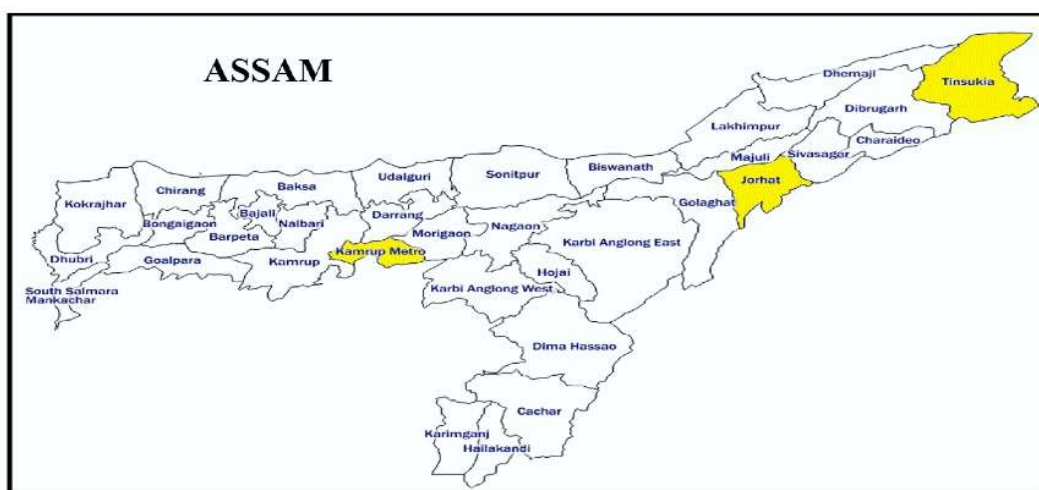 ASSAM
Tinsukia
Dhemaji
Dibrugarh
Lakhimpur
Charaideo
Sivasagar
Majuli
Jorhat
Biswanath
Sonitpur
Udalguri
Baksa
Chirang
Kokrajhar
Golaghat
Darrang
Bajali
Nalbari
Bongaigaon
Barpeta
Morigaon
Nagaon
Karbi Anglong East
Kamrup Metro
Dhubri
Goalpara
Kamrup
Hojai
South Salmara
Mankachar
Karbi Anglong West
Dima Hassao
Cachar
Karimganj
Hailakandi